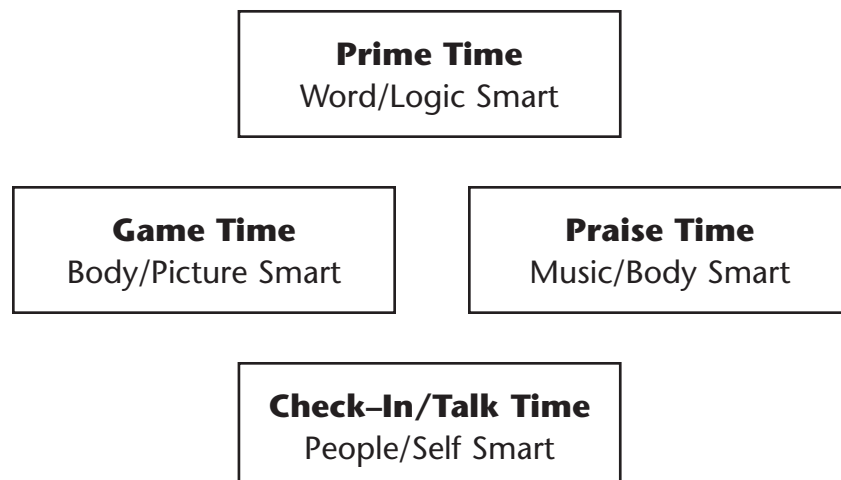 Prime Time
Word/Logic Smart
Game Time
Body/Picture Smart
Praise Time
Music/Body Smart
Check–In/Talk Time
People/Self Smart